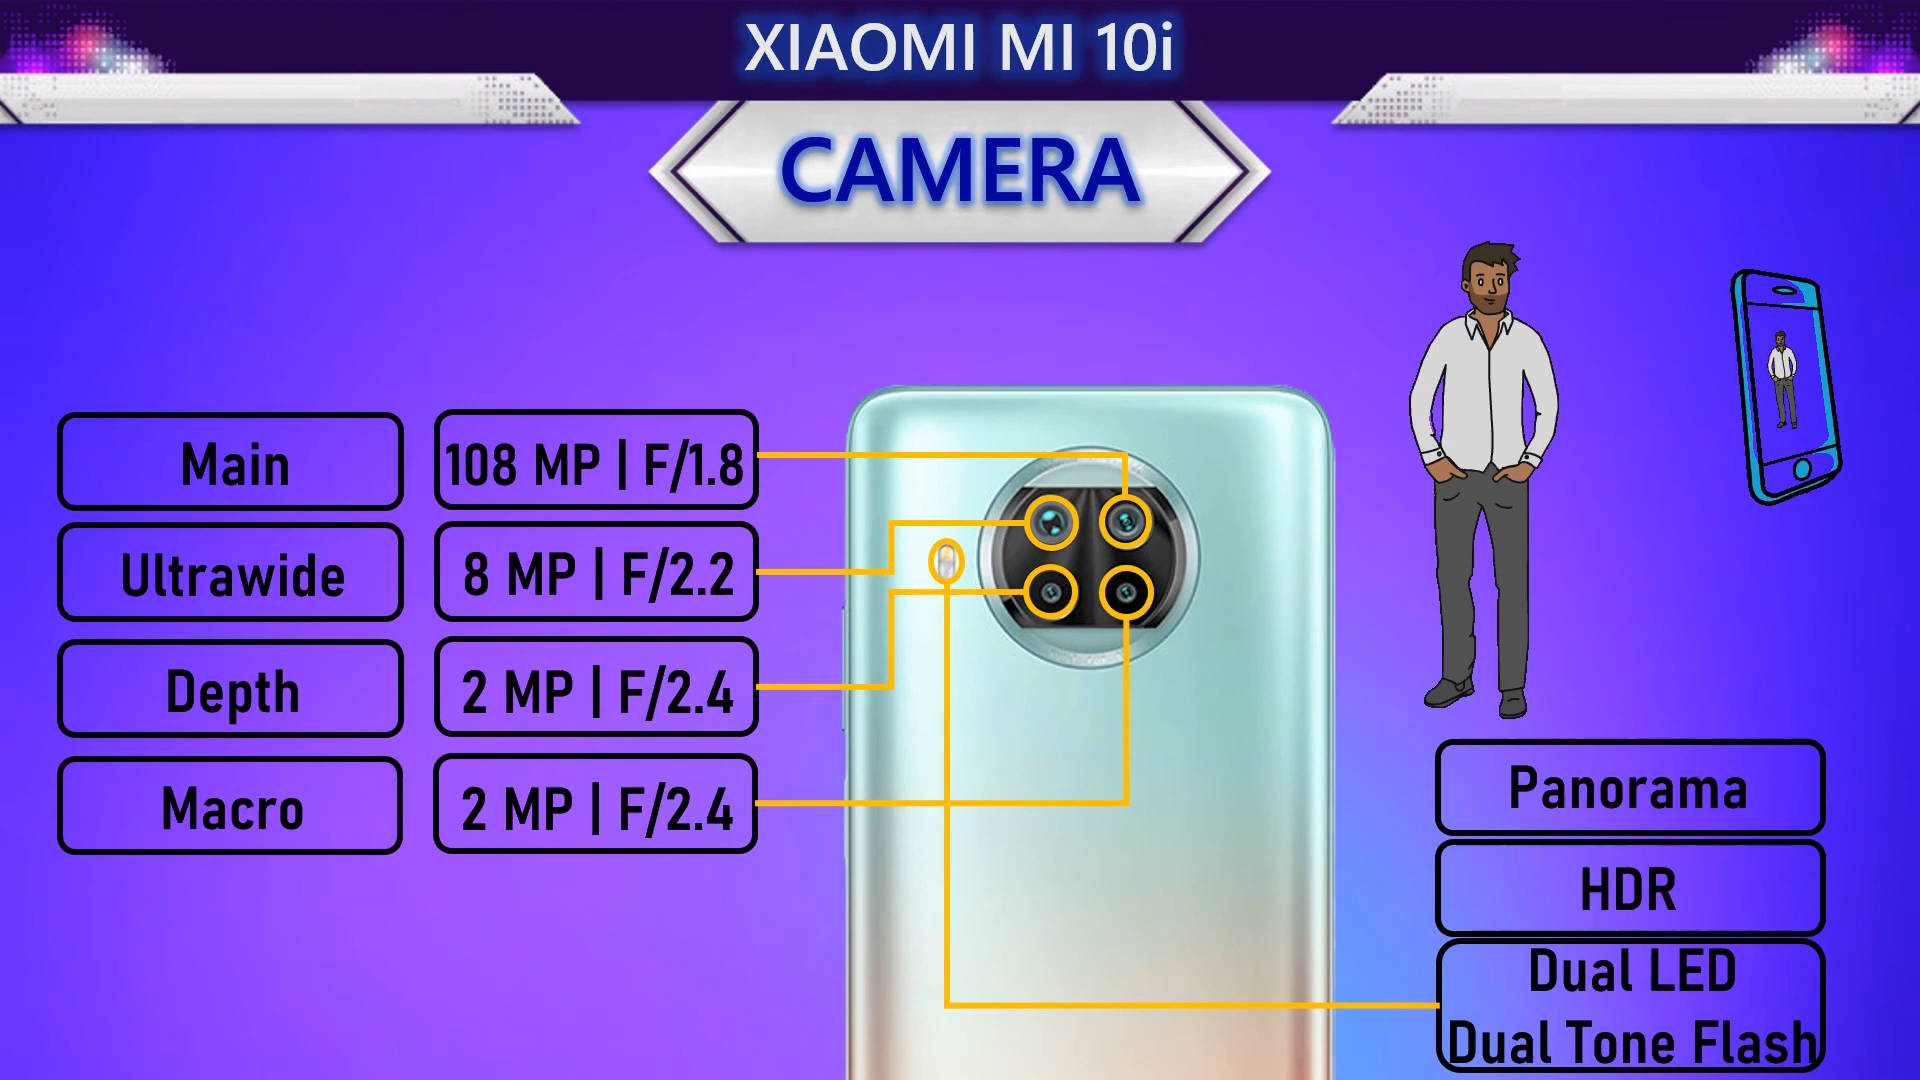 XIAOMI MI 10i
CAMERA
Main
108 MP | F/1.8
Ultrawide
8 MP | F/2.2
Depth
2 MP | F/2.4
Macro
2 MP | F/2.4
Panorama
HDR
Dual LED
Dual Tone Flash